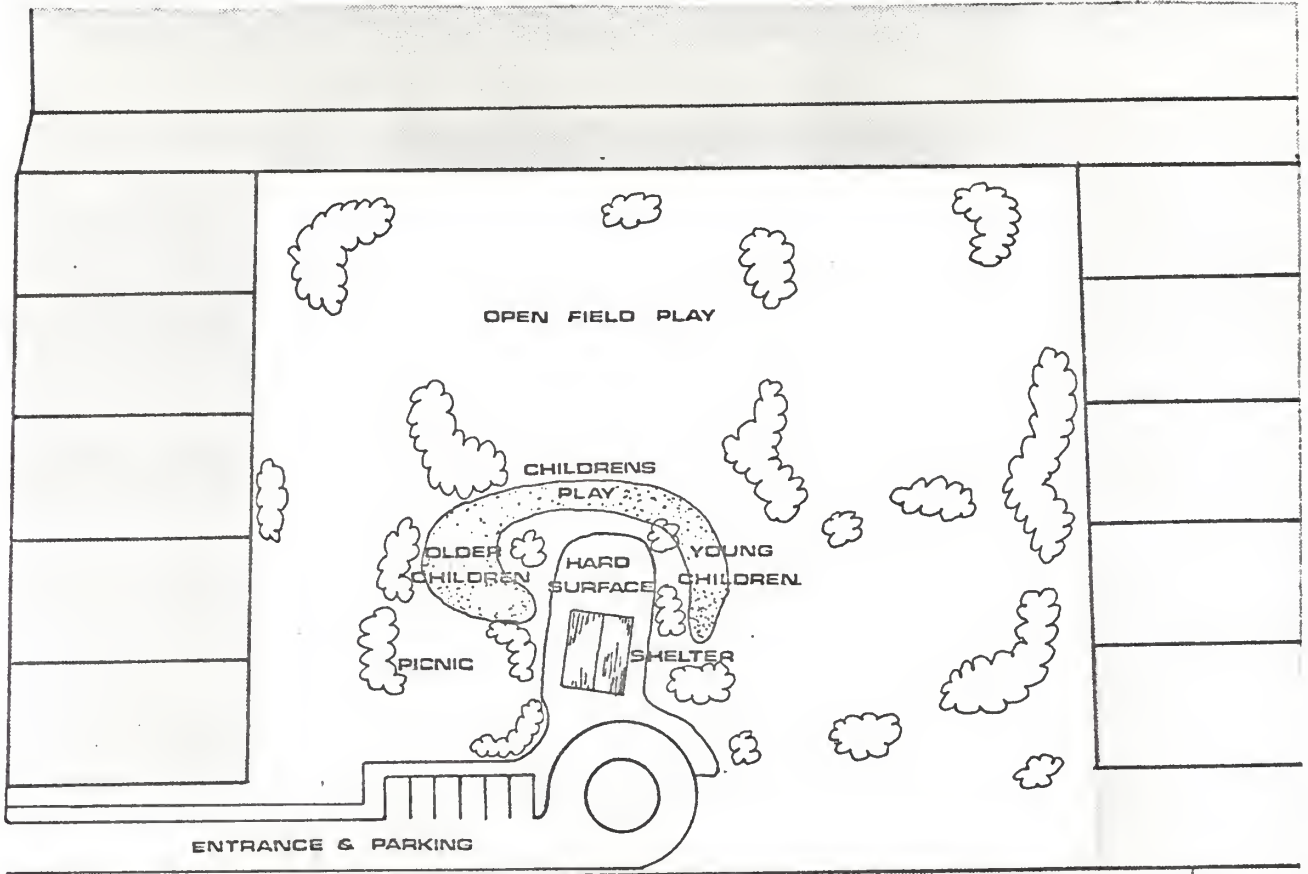 OPEN FIELD PLAY
CHILDRENS
PLAY
OLDER
CHILDREN
HARD
SURFACE
YOUNG
CHILDREN.
PICNIC
SHELTER
ENTRANCE & PARKING